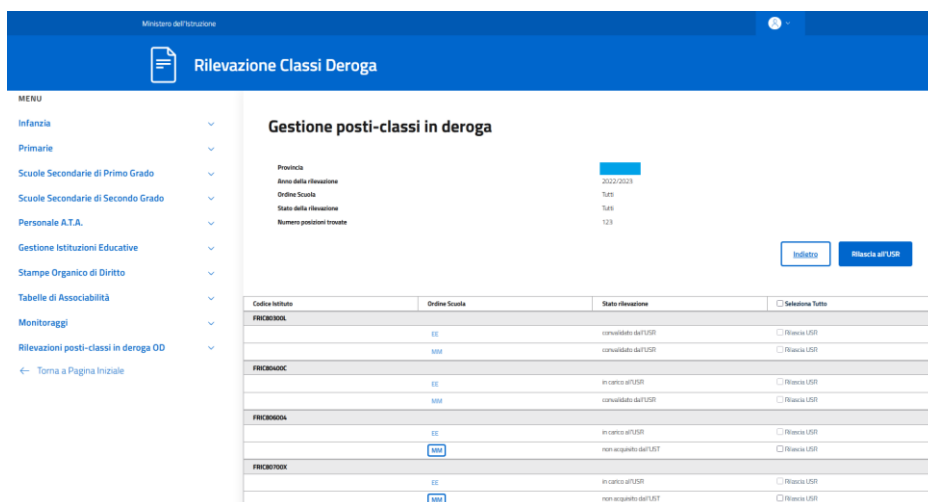 Ministero dell'Istruzione
Rilevazione Classi Deroga
MENU
Infanzia
Primarie
Scuole Secondarie di Primo Grado
Scuole Secondarie di Secondo Grado
Personale A.T.A.
Gestione Istituzioni Educative
Stampe Organico di Diritto
Tabelle di Associabilità
Monitoraggi
Rilevazioni posti-classi in deroga OD
← Torna a Pagina Iniziale
Gestione posti-classi in deroga
Provincia
Anno della rilevazione 2022/2023
Ordine Scuola Tutti
Stato della rilevazione Tutti
Numero posizioni trovate 123
Indietro Rilascia all'USR
Codice Istituto Ordine Scuola Stato rilevazione Seleziona Tutto
FRIC80300L
EE convalidato dall'USR Rilascia USR
MM convalidato dall'USR Rilascia USR
FRIC80400C
EE in carico all'USR Rilascia USR
MM convalidato dall'USR Rilascia USR
FRIC806004
EE in carico all'USR Rilascia USR
MM non acquisito dall'UST Rilascia USR
FRIC80700X
EE in carico all'USR Rilascia USR
MM non acquisito dall'UST Rilascia USR